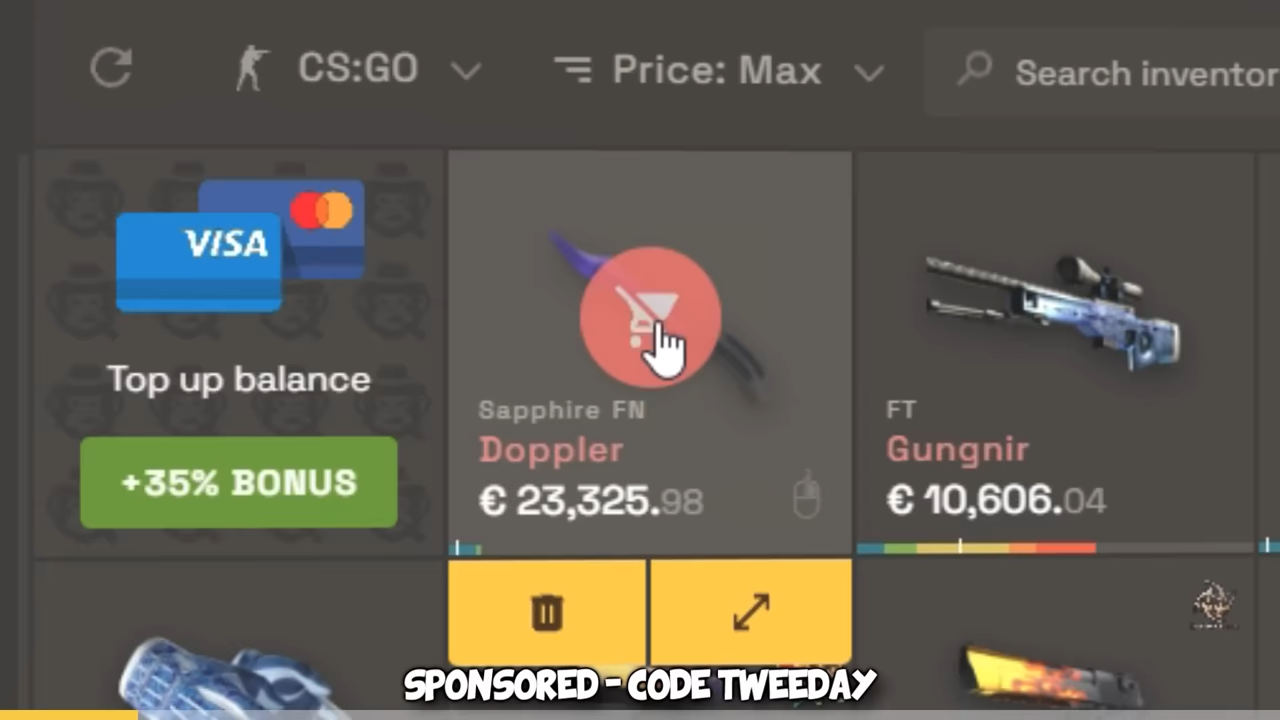 CS:GO
Price: Max
Search inventor
VISA
Top up balance
+35% BONUS
Sapphire FN
Doppler
€ 23,325.98
FT
Gungnir
€ 10,606.04
SPONSORED - CODE TWEEDAY